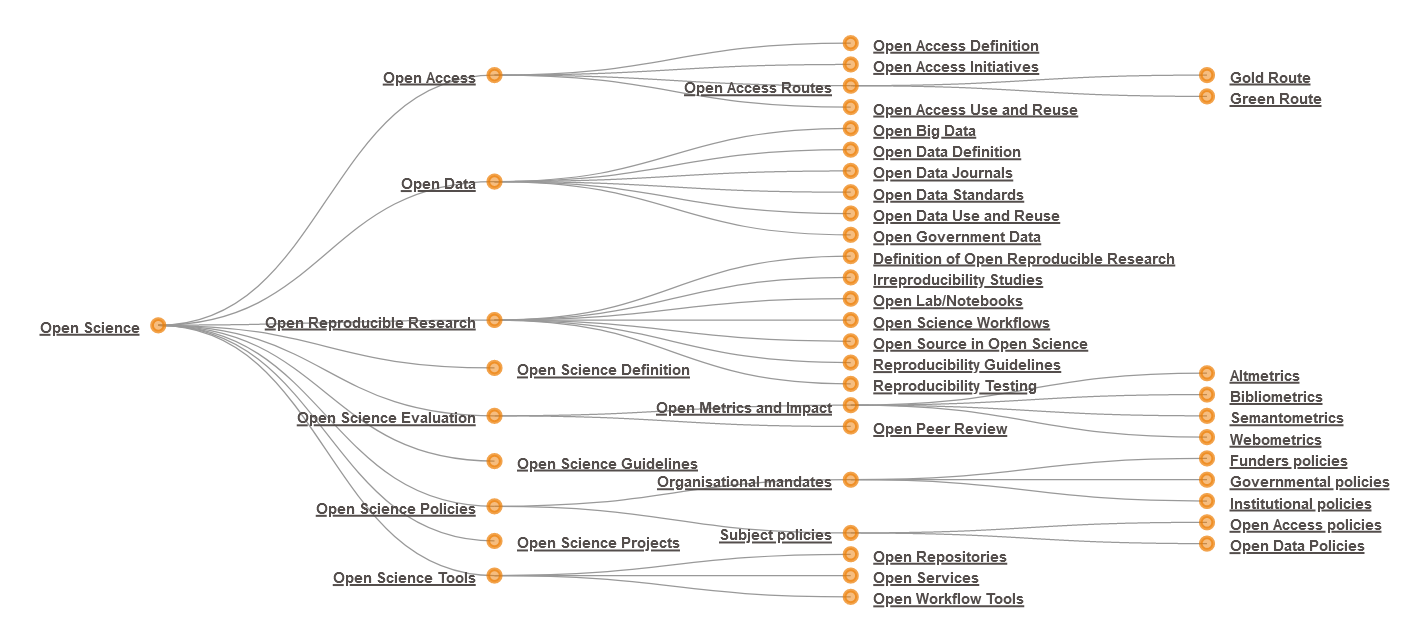 Open Science
Open Access
Open Access Definition
Open Access Initiatives
Open Access Routes
Gold Route
Green Route
Open Access Use and Reuse
Open Data
Open Big Data
Open Data Definition
Open Data Journals
Open Data Standards
Open Data Use and Reuse
Open Government Data
Open Reproducible Research
Definition of Open Reproducible Research
Irreproducibility Studies
Open Lab/Notebooks
Open Science Workflows
Open Source in Open Science
Reproducibility Guidelines
Reproducibility Testing
Open Science Definition
Open Science Evaluation
Open Metrics and Impact
Altmetrics
Bibliometrics
Semantometrics
Webometrics
Open Peer Review
Open Science Guidelines
Open Science Policies
Organisational mandates
Funders policies
Governmental policies
Institutional policies
Subject policies
Open Access policies
Open Data Policies
Open Science Projects
Open Science Tools
Open Repositories
Open Services
Open Workflow Tools